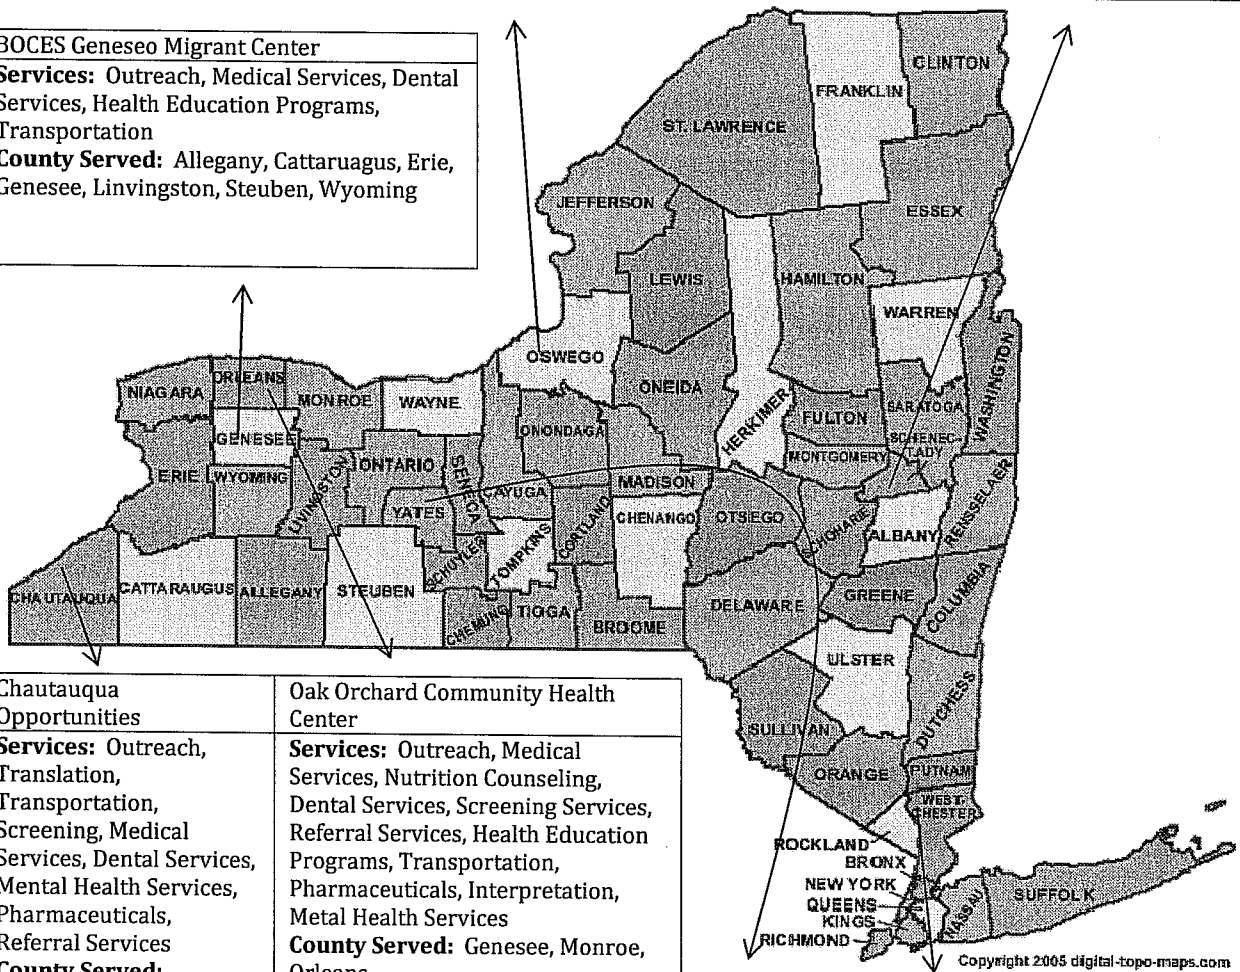 BOCES Geneseo Migrant Center
Services: Outreach, Medical Services, Dental
Services, Health Education Programs,
Transportation
County Served: Allegany, Cattaruagus, Erie,
Genesee, Linvingston, Steuben, Wyoming
CLINTON
FRANKLIN
ST. LAWRENCE
JEFFERSON
ESSEX
LEWIS
HAMILTON
WARREN
OSWEGO
WASHINGTON
ONEIDA
HERKIMER
NIAGARA
ORLEANS
MONROE
WAYNE
FULTON
SARATOGA
GENESEE
ONONDAGA
SCHENEC-
TADY
MONTGOMERY
ERIE
WYOMING
LIVINGSTON
ONTARIO
SENECA
CAYUGA
MADISON
YATES
CORTLAND
CHENANGO
OTSEGO
SCHOHARIE
ALBANY
RENSSELAER
CHAUTAUQUA
CATTARAUGUS
ALLEGANY
STEUBEN
SCHUYLER
TOMPKINS
CHEMUNG
TIOGA
BROOME
DELAWARE
GREENE
COLUMBIA
ULSTER
DUTCHESS
SULLIVAN
ORANGE
PUTNAM
WEST-
CHESTER
ROCKLAND
BRONX
NEW YORK
QUEENS
KINGS
RICHMOND
NASSAU
SUFFOLK
Copyright 2005 digital-topo-maps.com
Chautauqua
Opportunities
Services: Outreach,
Translation,
Transportation,
Screening, Medical
Services, Dental Services,
Mental Health Services,
Pharmaceuticals,
Referral Services
County Served:
Oak Orchard Community Health
Center
Services: Outreach, Medical
Services, Nutrition Counseling,
Dental Services, Screening Services,
Referral Services, Health Education
Programs, Transportation,
Pharmaceuticals, Interpretation,
Metal Health Services
County Served: Genesee, Monroe,
Orleans